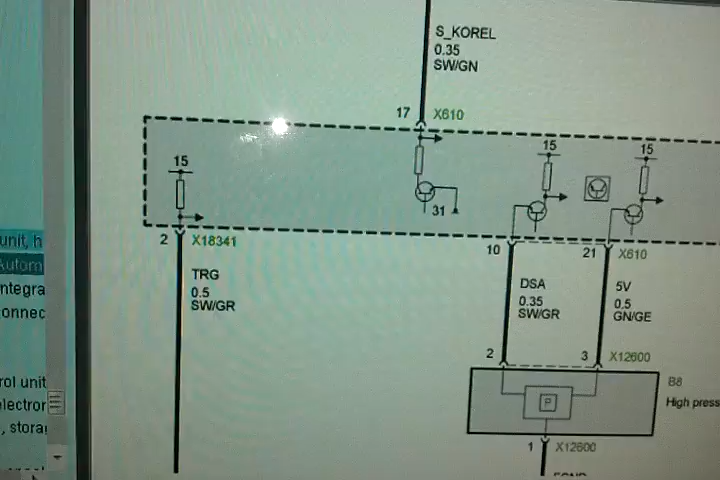 S_KOREL
0.35
SW/GN
17 X610
15
31
15
15
2 X18341
TRG
0.5
SW/GR
10
21 X610
DSA
0.35
SW/GR
5V
0.5
GN/GE
2
3 X12600
P
B8
High press
1 X12600
unit, h
Autom
ntegra
onnec
rol unit
lectror
, stora